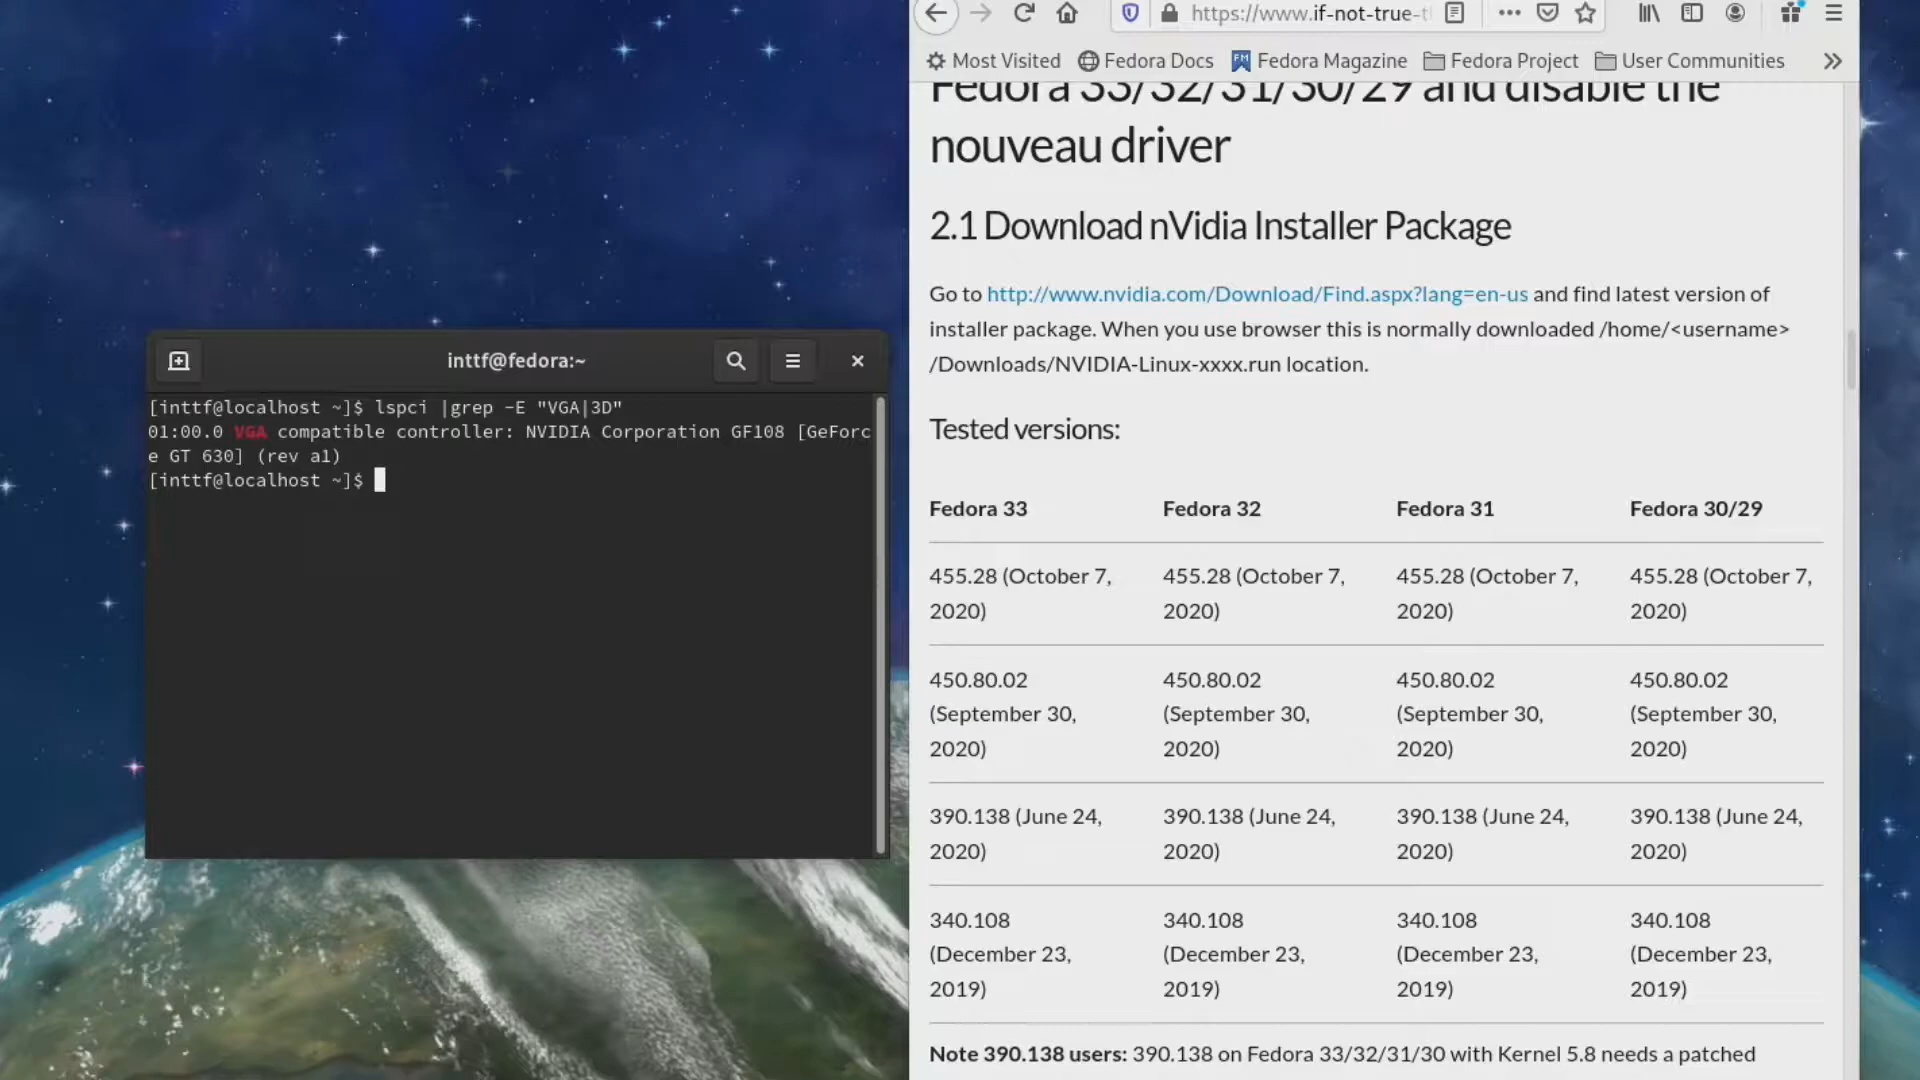 inttf@fedora:~
[inttf@localhost ~]$ lspci |grep -E "VGA|3D"
01:00.0 VGA compatible controller: NVIDIA Corporation GF108 [GeForc
e GT 630] (rev a1)
[inttf@localhost ~]$
https://www.if-not-true-t
Most Visited Fedora Docs Fedora Magazine Fedora Project User Communities
Fedora 33/32/31/30/29 and disable the
nouveau driver
2.1 Download nVidia Installer Package
Go to http://www.nvidia.com/Download/Find.aspx?lang=en-us and find latest version of
installer package. When you use browser this is normally downloaded /home/<username>
/Downloads/NVIDIA-Linux-xxxx.run location.
Tested versions:
Fedora 33 Fedora 32 Fedora 31 Fedora 30/29
455.28 (October 7, 455.28 (October 7, 455.28 (October 7, 455.28 (October 7,
2020) 2020) 2020) 2020)
450.80.02 450.80.02 450.80.02 450.80.02
(September 30, (September 30, (September 30, (September 30,
2020) 2020) 2020) 2020)
390.138 (June 24, 390.138 (June 24, 390.138 (June 24, 390.138 (June 24,
2020) 2020) 2020) 2020)
340.108 340.108 340.108 340.108
(December 23, (December 23, (December 23, (December 23,
2019) 2019) 2019) 2019)
Note 390.138 users: 390.138 on Fedora 33/32/31/30 with Kernel 5.8 needs a patched